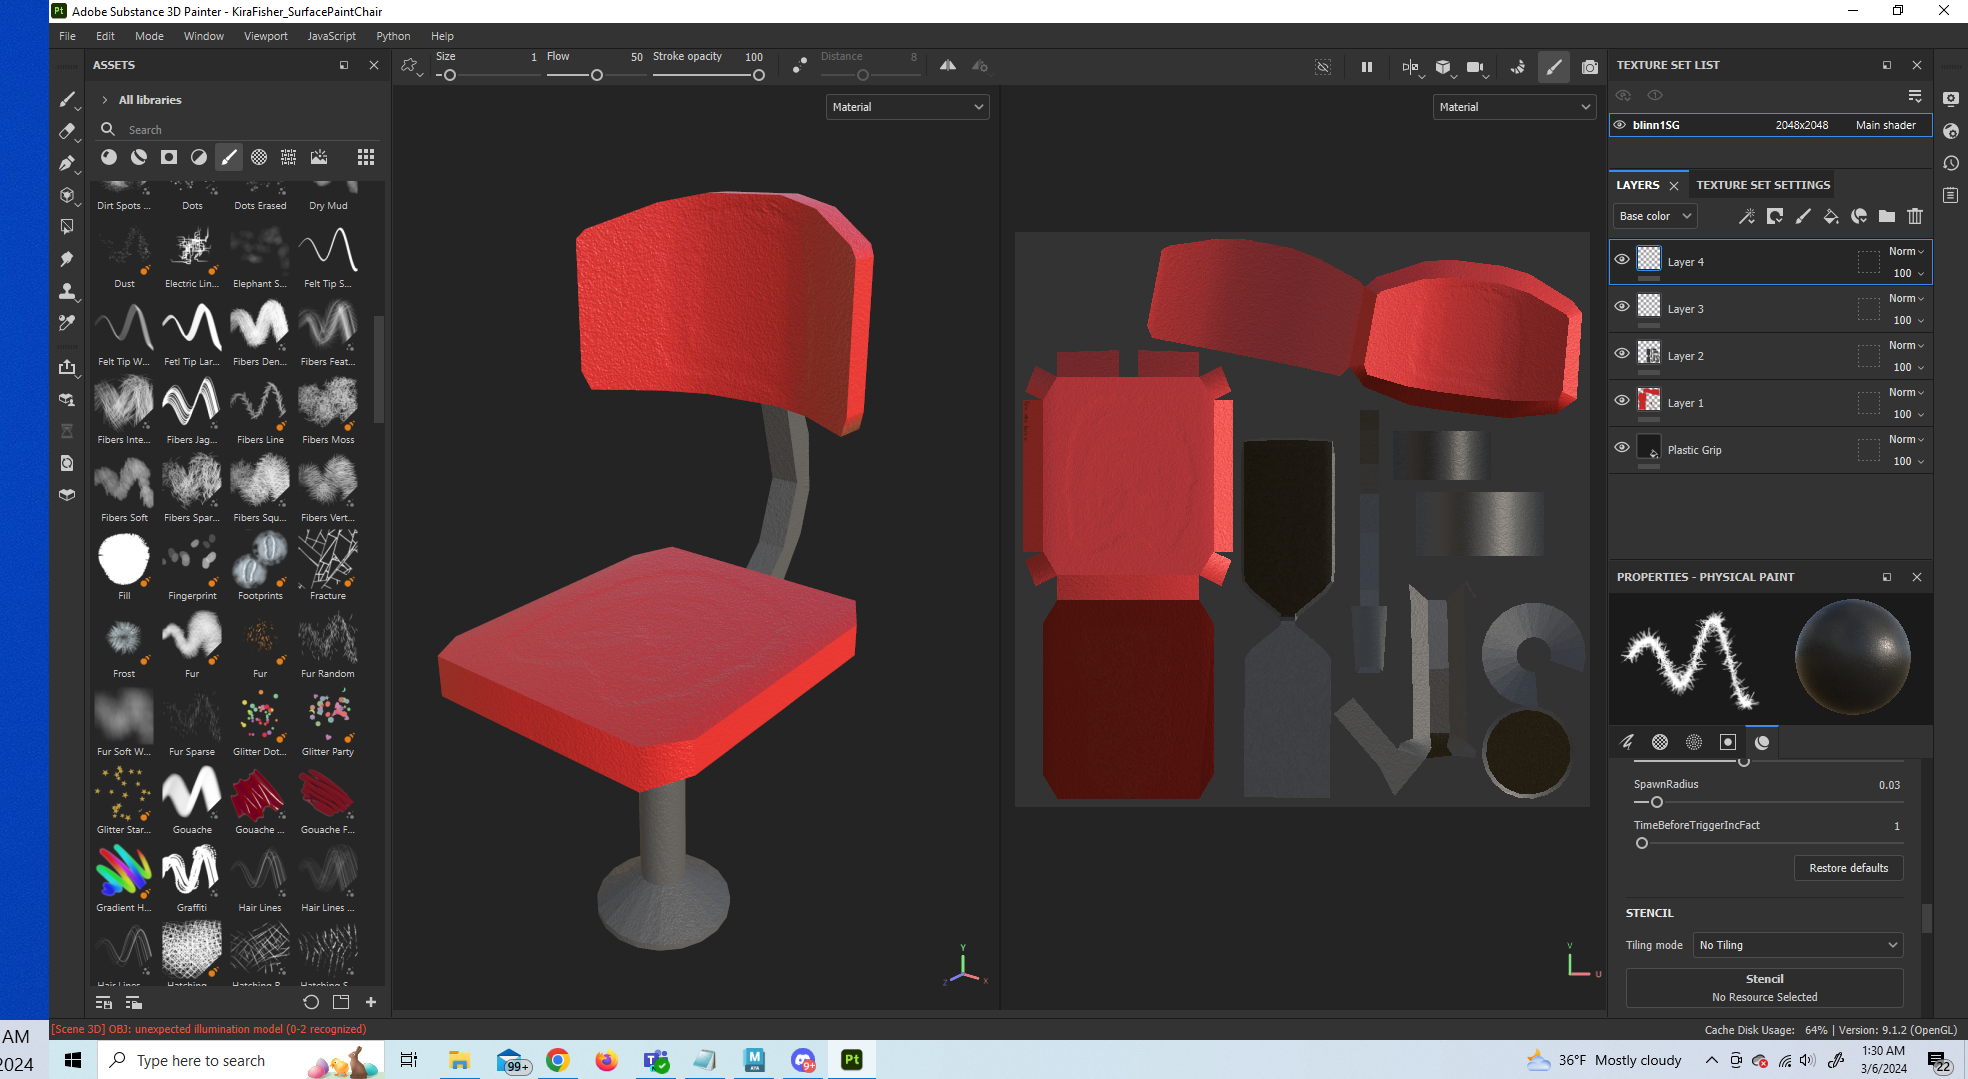 Pt Adobe Substance 3D Painter - KiraFisher_SurfacePaintChair
File Edit Mode Window Viewport JavaScript Python Help
ASSETS
Size 1 Flow 50 Stroke opacity 100 Distance 8
All libraries
Search
Material
Material
Dirt Spots ... Dots Dots Erased Dry Mud
Dust Electric Lin... Elephant S... Felt Tip S...
Felt Tip W... Fetl Tip Lar... Fibers Den... Fibers Feat...
Fibers Inte... Fibers Jag... Fibers Line Fibers Moss
Fibers Soft Fibers Spar... Fibers Squ... Fibers Vert...
Fill Fingerprint Footprints Fracture
Frost Fur Fur Fur Random
Fur Soft W... Fur Sparse Glitter Dot... Glitter Party
Glitter Star... Gouache Gouache ... Gouache F...
Gradient H... Graffiti Hair Lines Hair Lines ...
Hair Lines ... Hatching ... Hatching R... Hatching S...
Y
Z X
V
U
TEXTURE SET LIST
blinn1SG 2048x2048 Main shader
LAYERS TEXTURE SET SETTINGS
Base color
Layer 4 Norm 100
Layer 3 Norm 100
Layer 2 Norm 100
Layer 1 Norm 100
Plastic Grip Norm 100
PROPERTIES - PHYSICAL PAINT
SpawnRadius 0.03
TimeBeforeTriggerIncFact 1
Restore defaults
STENCIL
Tiling mode No Tiling
Stencil
No Resource Selected
[Scene 3D] OBJ: unexpected illumination model (0-2 recognized)
Cache Disk Usage: 64% | Version: 9.1.2 (OpenGL)
AM
2024
Type here to search
99+
M
AYA
9+
Pt
36°F Mostly cloudy
1:30 AM
3/6/2024
22